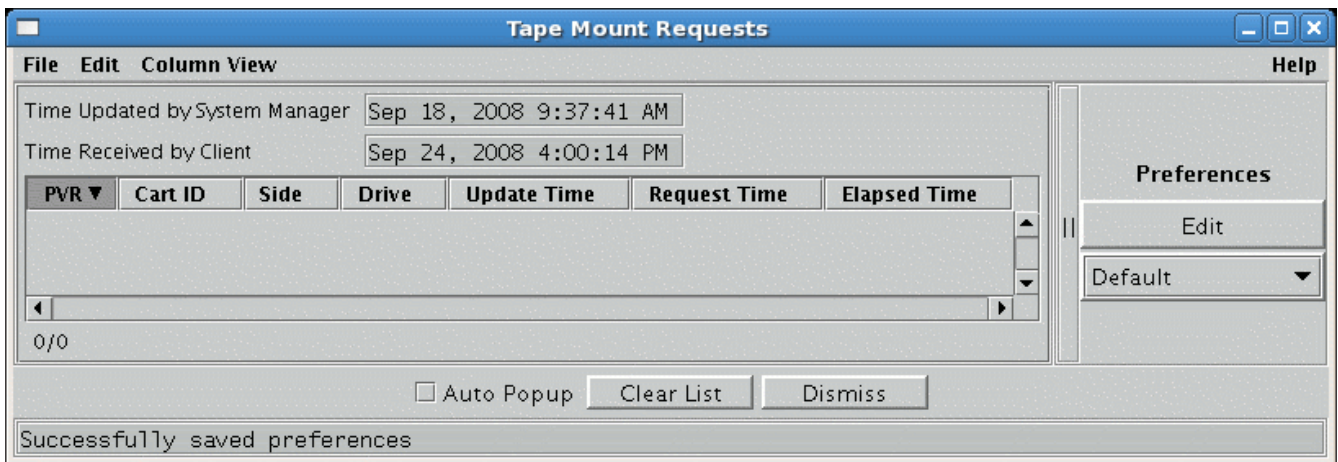 Tape Mount Requests
File Edit Column View Help
Time Updated by System Manager Sep 18, 2008 9:37:41 AM
Time Received by Client Sep 24, 2008 4:00:14 PM
PVR Cart ID Side Drive Update Time Request Time Elapsed Time
0/0
Preferences
Edit
Default
Auto Popup Clear List Dismiss
Successfully saved preferences